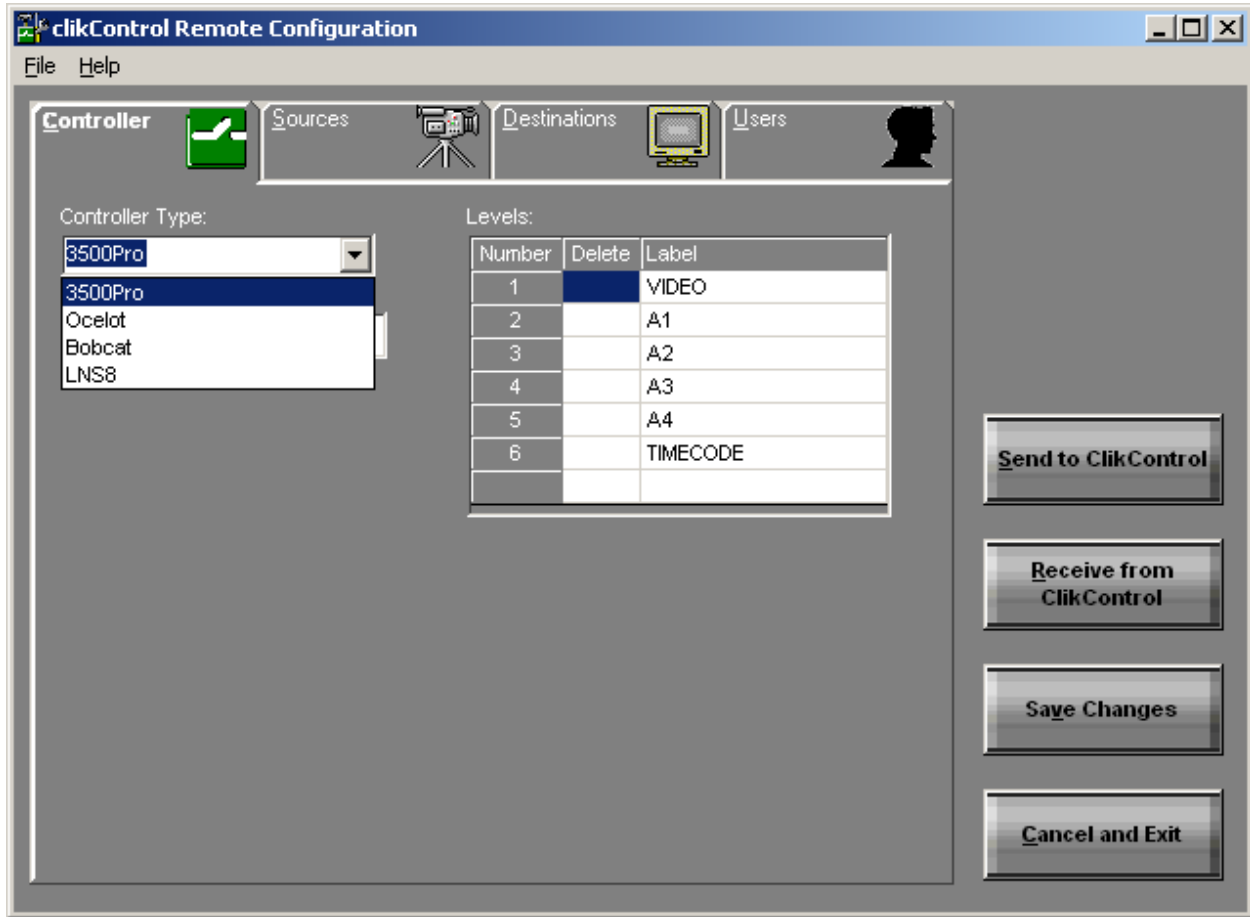 clikControl Remote Configuration
File Help
Controller Sources Destinations Users
Controller Type:
3500Pro
3500Pro
Ocelot
Bobcat
LNS8
Levels:
Number Delete Label
1 VIDEO
2 A1
3 A2
4 A3
5 A4
6 TIMECODE
Send to ClikControl
Receive from
ClikControl
Save Changes
Cancel and Exit